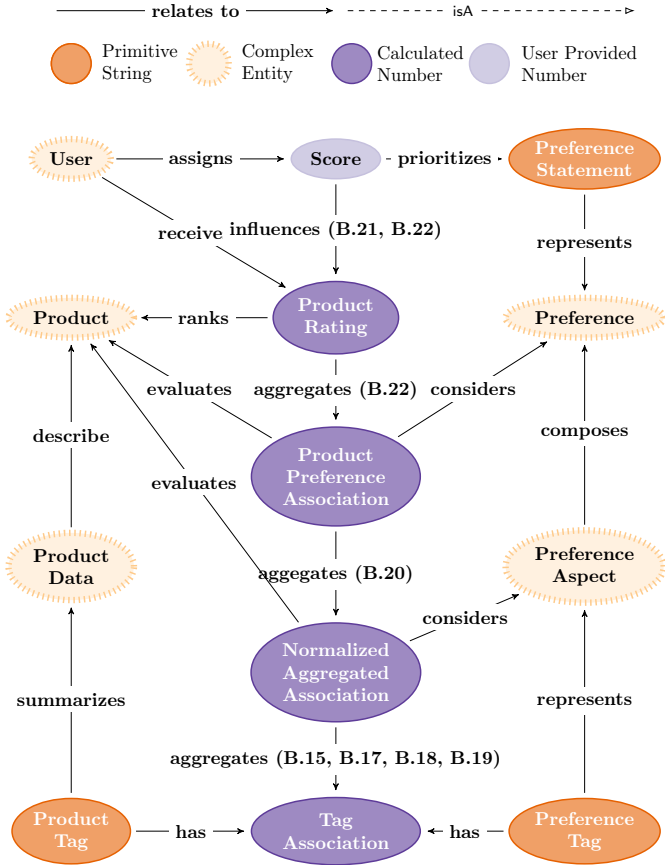 relates to
isA
Primitive
String
Complex
Entity
Calculated
Number
User Provided
Number
User
assigns
Score
prioritizes
Preference
Statement
receive
influences (B.21, B.22)
represents
Product
ranks
Product
Rating
Preference
evaluates
aggregates (B.22)
considers
describe
Product
Preference
Association
composes
evaluates
Product
Data
aggegates (B.20)
Preference
Aspect
considers
Normalized
Aggregated
Association
summarizes
represents
aggregates (B.15, B.17, B.18, B.19)
Product
Tag
has
Tag
Association
has
Preference
Tag